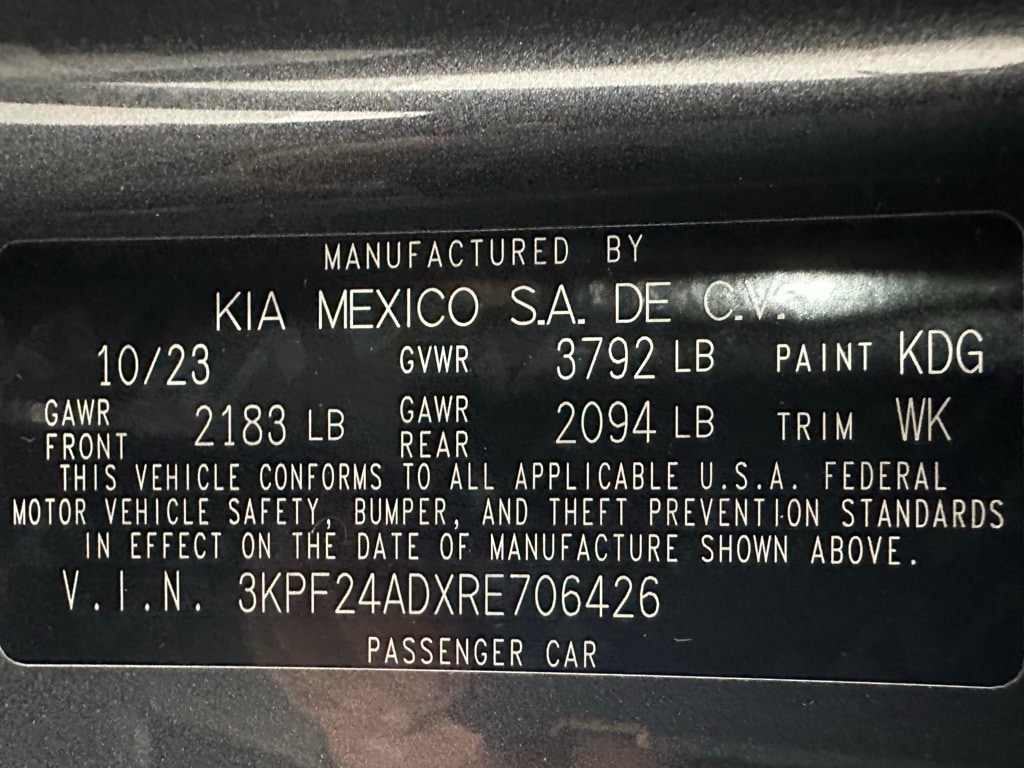 MANUFACTURED BY
KIA MEXICO S.A. DE C.V.
10/23 GVWR 3792 LB PAINT KDG
GAWR FRONT 2183 LB GAWR REAR 2094 LB TRIM WK
THIS VEHICLE CONFORMS TO ALL APPLICABLE U.S.A. FEDERAL
MOTOR VEHICLE SAFETY, BUMPER, AND THEFT PREVENTION STANDARDS
IN EFFECT ON THE DATE OF MANUFACTURE SHOWN ABOVE.
V.I.N. 3KPF24ADXRE706426
PASSENGER CAR